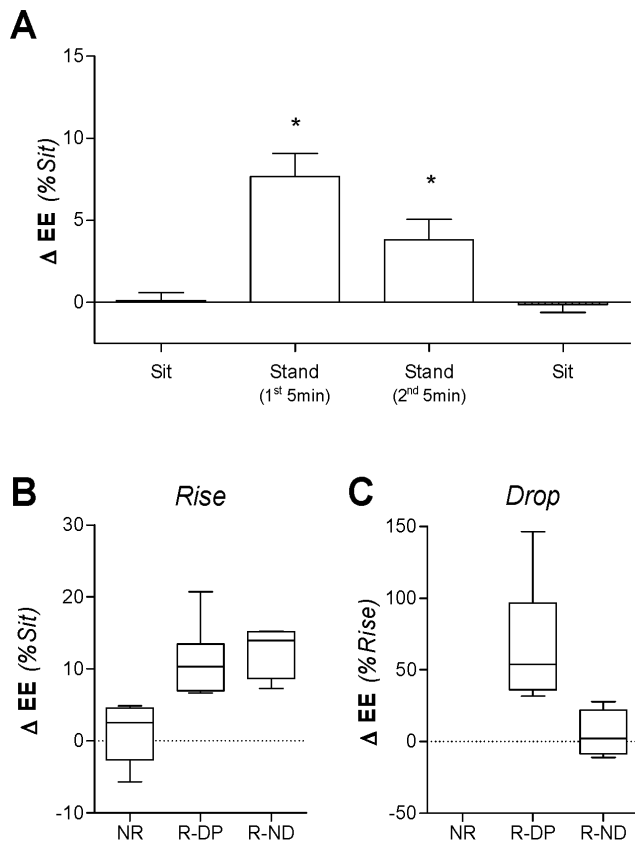 A
Δ EE (%Sit)
15
10
5
0
*
*
Sit
Stand
(1st 5min)
Stand
(2nd 5min)
Sit
B
Rise
Δ EE (%Sit)
30
20
10
0
-10
NR R-DP R-ND
C
Drop
Δ EE (%Rise)
150
100
50
0
-50
NR R-DP R-ND